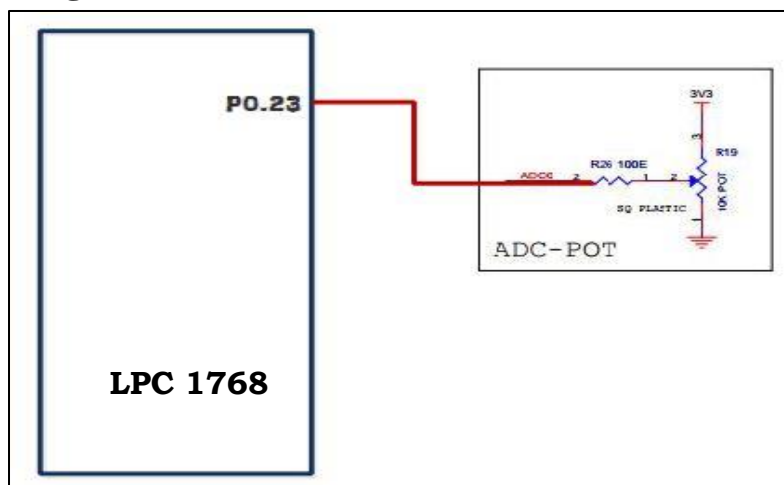 P0.23
LPC 1768
3V3
3
R19
R26 100E
ADC0 2 1 2
10K POT
SQ PLASTIC
1
ADC-POT